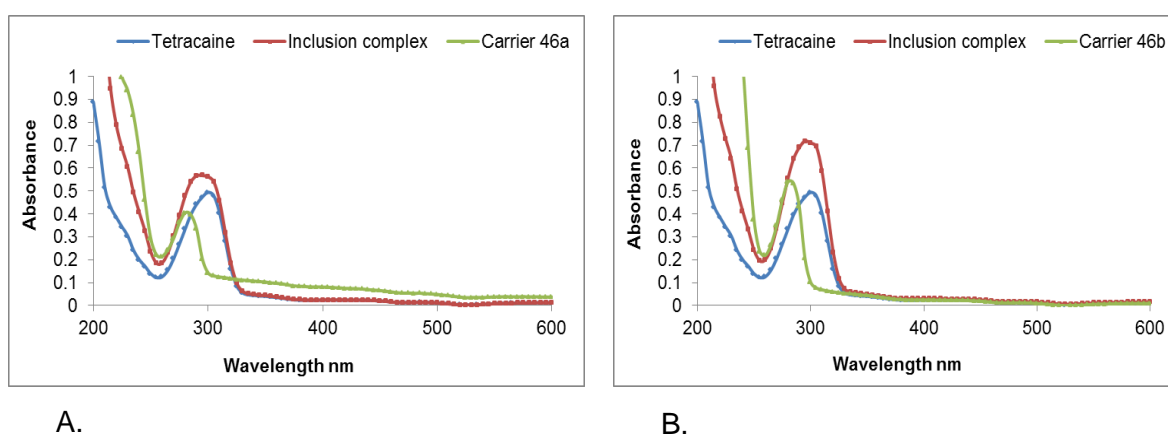 Tetracaine Inclusion complex Carrier 46a
1
0.9
0.8
0.7
0.6
0.5
0.4
0.3
0.2
0.1
0
Absorbance
200 300 400 500 600
Wavelength nm
A.
Tetracaine Inclusion complex Carrier 46b
1
0.9
0.8
0.7
0.6
0.5
0.4
0.3
0.2
0.1
0
Absorbance
200 300 400 500 600
Wavelength nm
B.